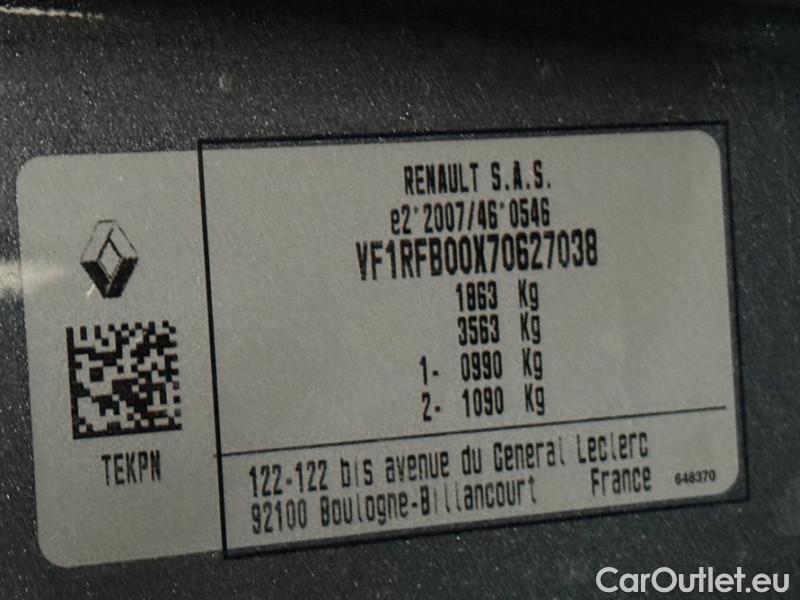 RENAULT S.A.S.
e2*2007/46*0546
VF1RFB00X70627038
1863 Kg
3563 Kg
1- 0990 Kg
2- 1090 Kg
TEKPN
122-122 bis avenue du General Leclerc
92100 Boulogne-Billancourt France
648370
CarOutlet.eu